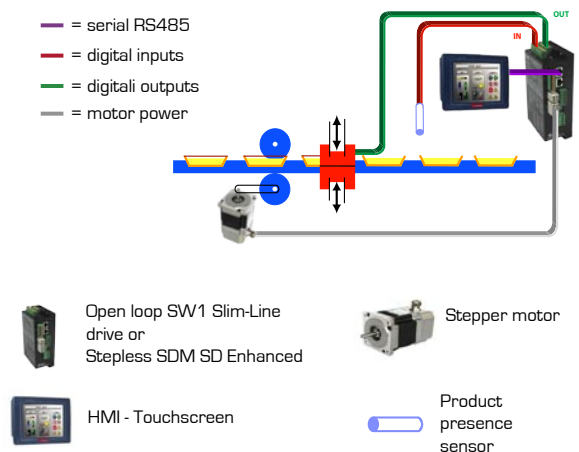 = serial RS485
= digital inputs
= digitali outputs
= motor power
OUT
IN
Open loop SW1 Slim-Line
drive or
Stepless SDM SD Enhanced
Stepper motor
HMI - Touchscreen
Product
presence
sensor